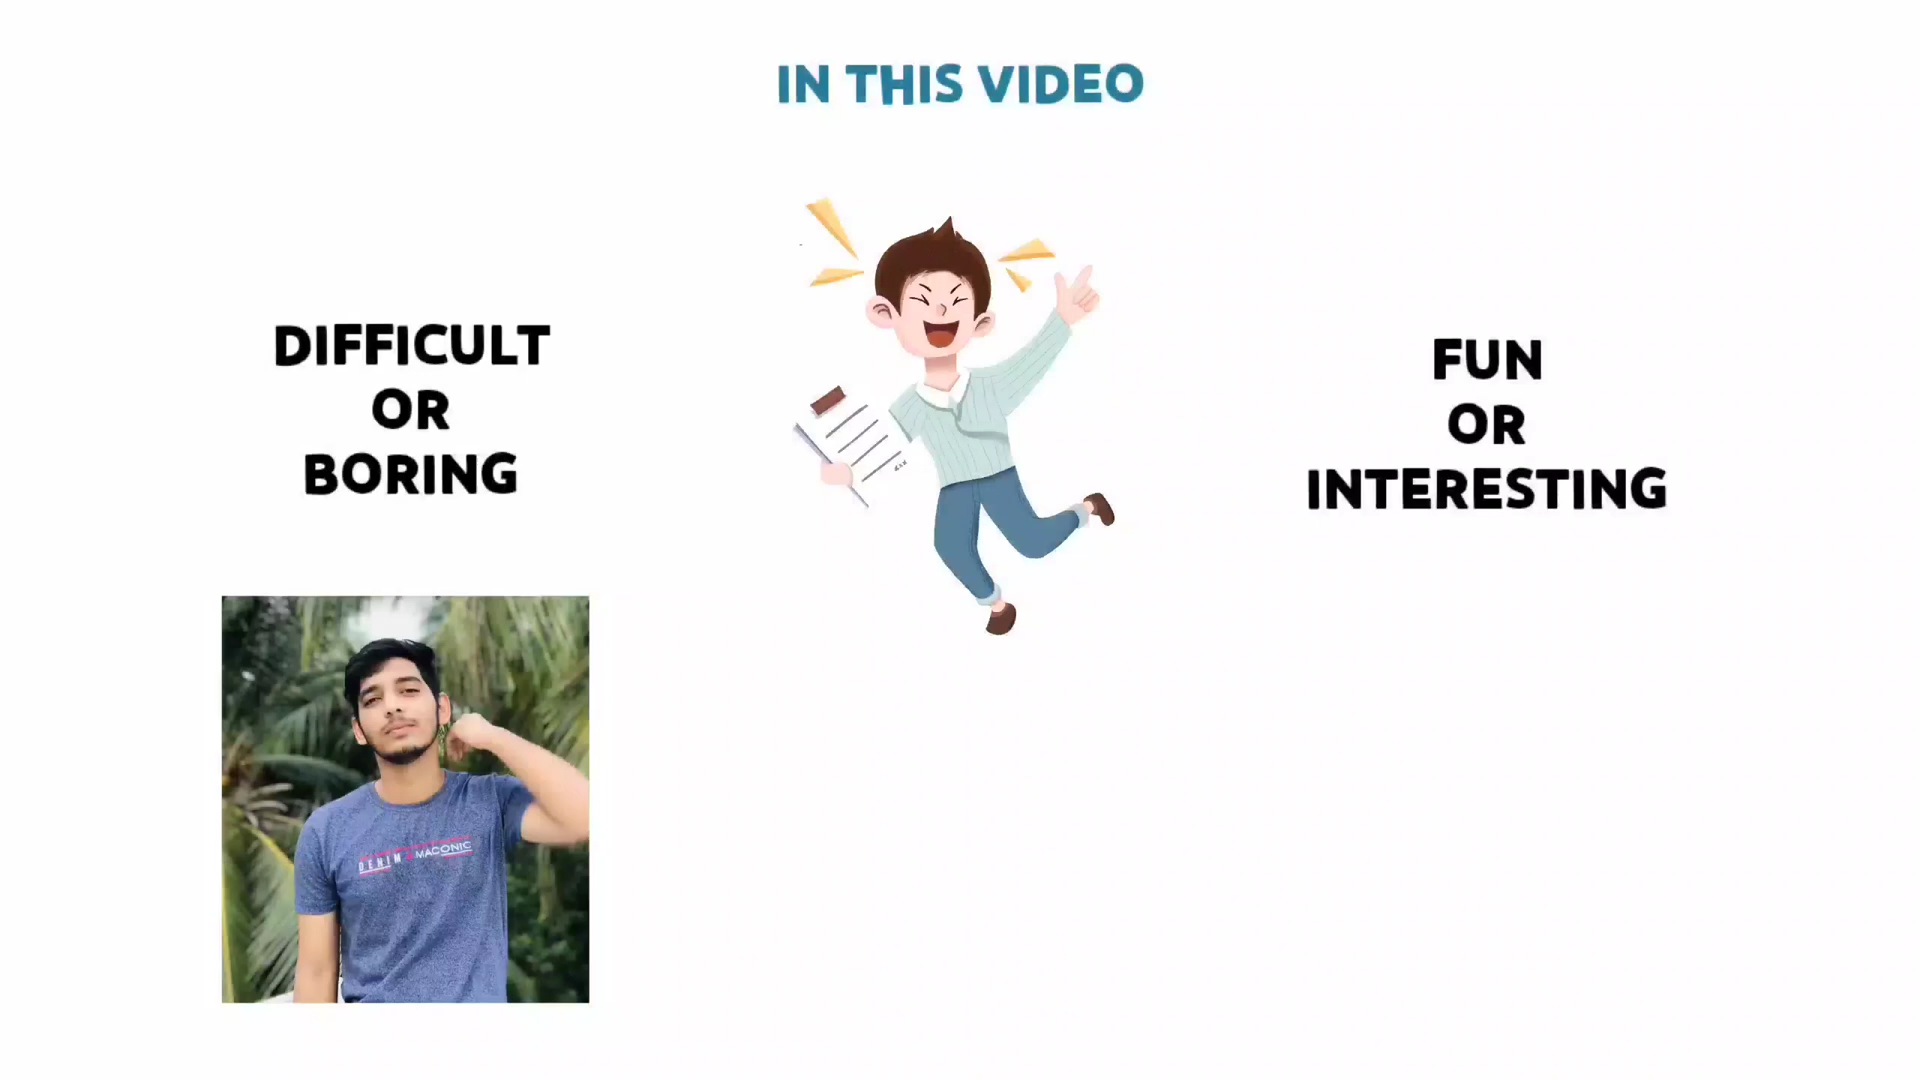 IN THIS VIDEO
DIFFICULT
OR
BORING
FUN
OR
INTERESTING
DENIM MACONIC